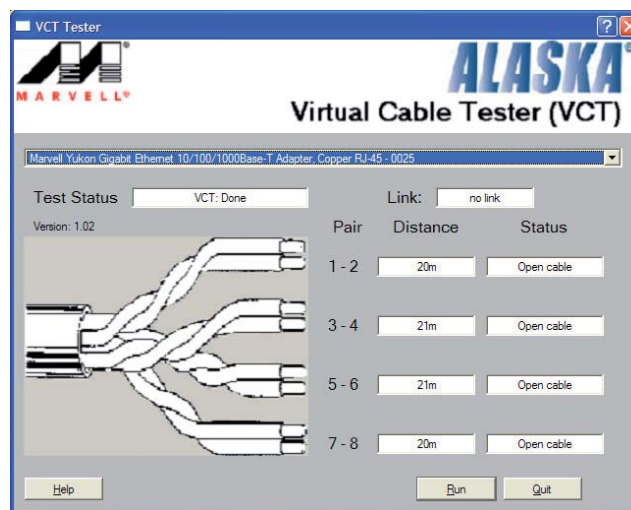 VCT Tester
MARVELL®
ALASKA®
Virtual Cable Tester (VCT)
Marvell Yukon Gigabit Ethernet 10/100/1000Base-T Adapter, Copper RJ-45 - 0025
Test Status VCT: Done Link: no link
Version: 1.02 Pair Distance Status
1 - 2 20m Open cable
3 - 4 21m Open cable
5 - 6 21m Open cable
7 - 8 20m Open cable
Help Run Quit